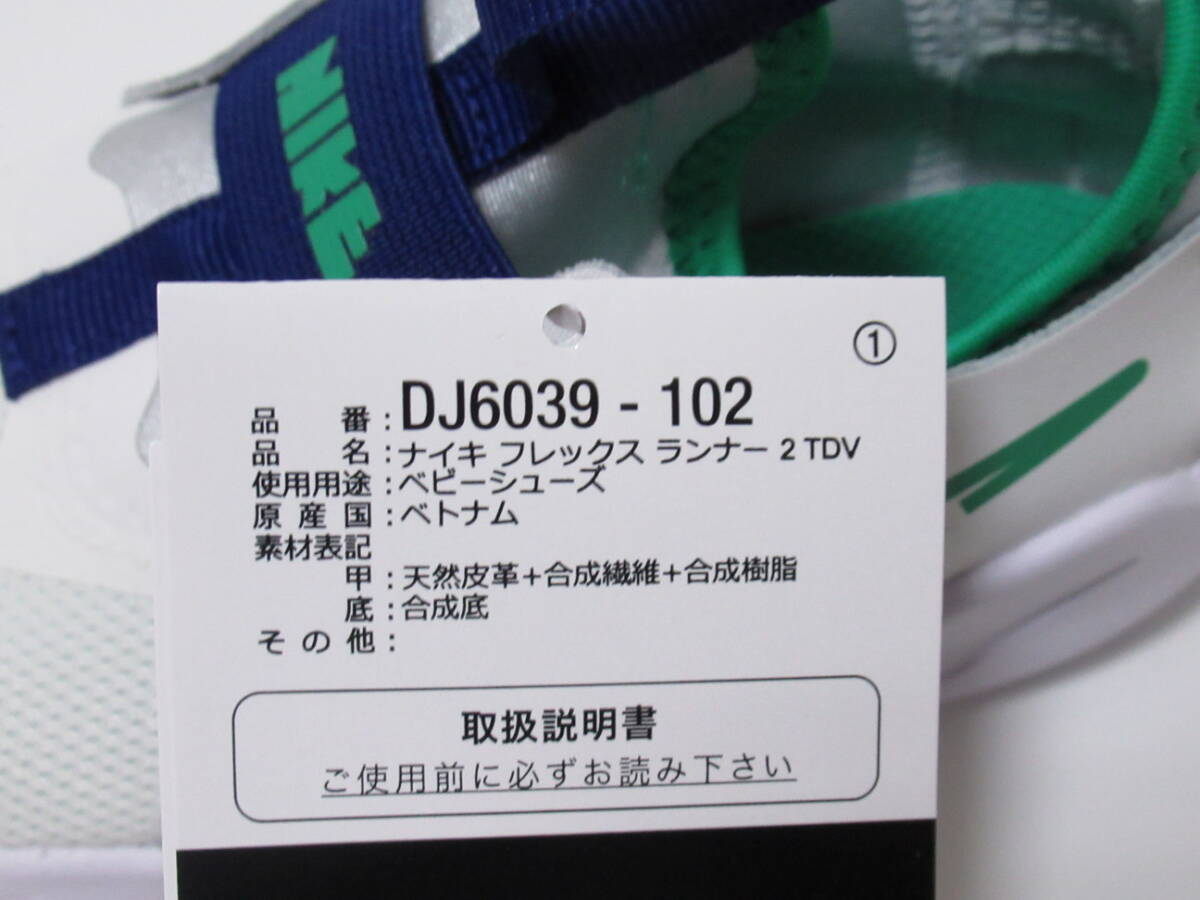 NIKE
①
品番：DJ6039 - 102
品名：ナイキ フレックス ランナー 2 TDV
使用用途：ベビーシューズ
原産国：ベトナム
素材表記
甲：天然皮革＋合成繊維＋合成樹脂
底：合成底
その他：
取扱説明書
ご使用前に必ずお読み下さい